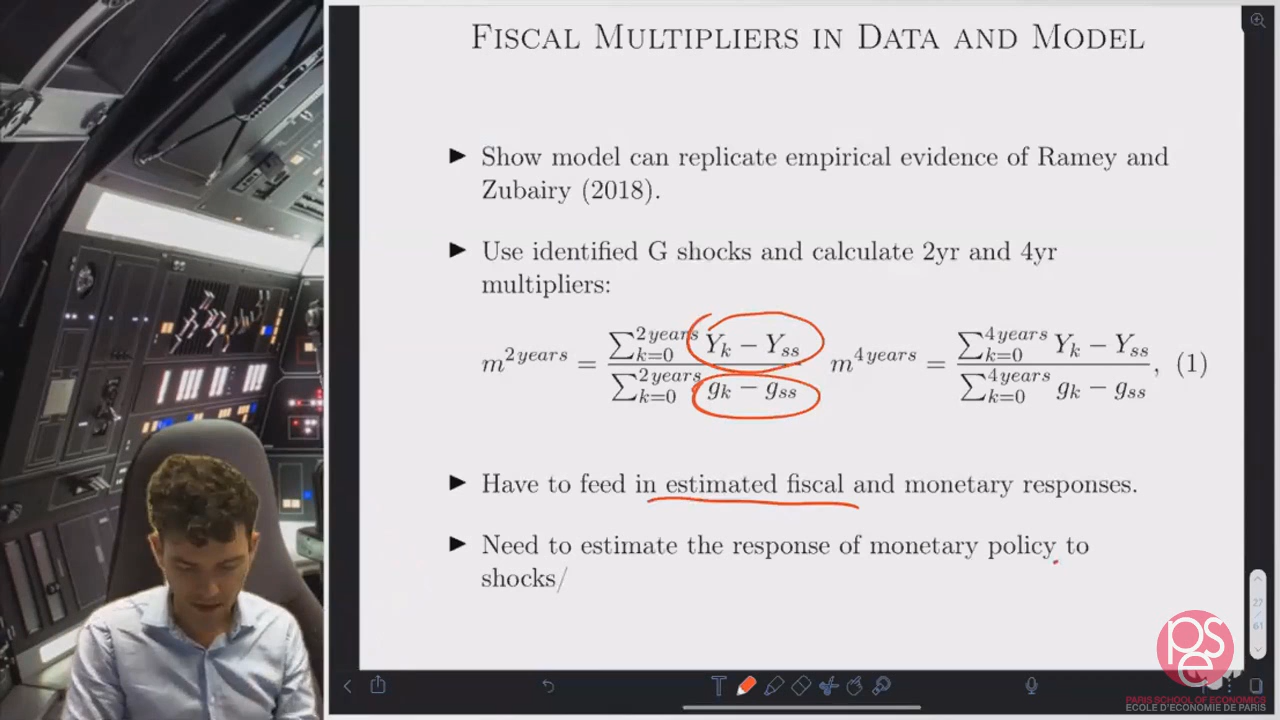 FISCAL MULTIPLIERS IN DATA AND MODEL
► Show model can replicate empirical evidence of Ramey and
Zubairy (2018).
► Use identified G shocks and calculate 2yr and 4yr
multipliers:
m^{2years} = \frac{\sum_{k=0}^{2years} Y_k − Y_{ss}}{\sum_{k=0}^{2years} g_k − g_{ss}} m^{4years} = \frac{\sum_{k=0}^{4years} Y_k − Y_{ss}}{\sum_{k=0}^{4years} g_k − g_{ss}}, (1)
► Have to feed in estimated fiscal and monetary responses.
► Need to estimate the response of monetary policy to
shocks/
27
/
61
pse
PARIS SCHOOL OF ECONOMICS
ECOLE D'ECONOMIE DE PARIS